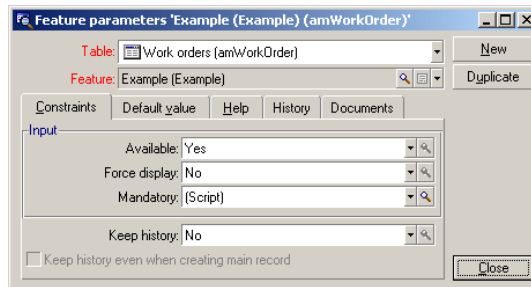 Feature parameters 'Example (Example) (amWorkOrder)'
Table: Work orders (amWorkOrder)
New
Feature: Example (Example)
Duplicate
Constraints Default value Help History Documents
Input
Available: Yes
Force display: No
Mandatory: (Script)
Keep history: No
Keep history even when creating main record
Close